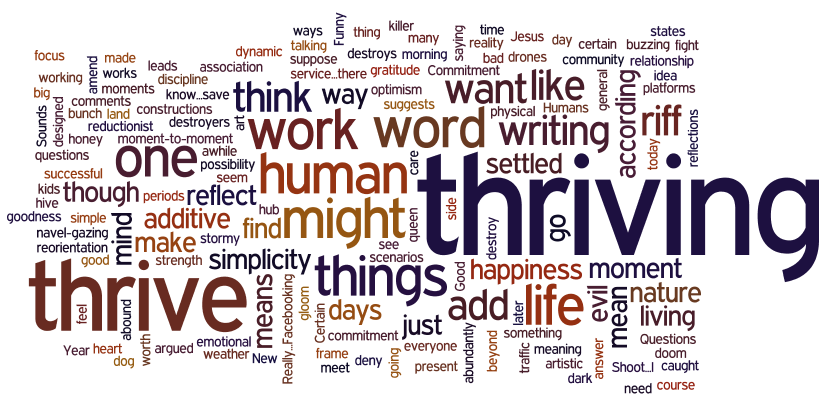 ways
Funny
thing
killer
many
saying
time
Jesus
day
certain
states
buzzing
fight
focus
made
dynamic
talking
suppose
destroys
morning
reality
bad
drones
community
relationship
working
amend
works
leads
association
discipline
service...there
gratitude
Commitment
idea
platforms
big
moments
know...save
think
way
optimism
want
like
general
according
Sounds
designed
comments
bunch
land
constructions
art
suggests
physical
Humans
riff
reflections
reductionist
destroyers
work
word
writing
honey
moment-to-moment
questions
one
awhile
possibility
care
settled
today
successful
seem
human
thriving
kids
though
periods
reflect
hive
goodness
simple
additive
hub
might
queen
side
go
navel-gazing
mind
find
destroy
reorientation
make
stormy
see
good
strength
simplicity
scenarios
things
Good
happiness
moment
thrive
feel
abound
means
Really...Facebooking
gloom
Certain
days
add
life
later
evil
mean
nature
living
just
commitment
abundantly
something
Year
heart
worth
argued
emotional
frame
everyone
beyond
traffic
meaning
answer
Questions
doom
dog
weather
New
meet
deny
going
present
artistic
dark
Shoot...I
caught
need
course